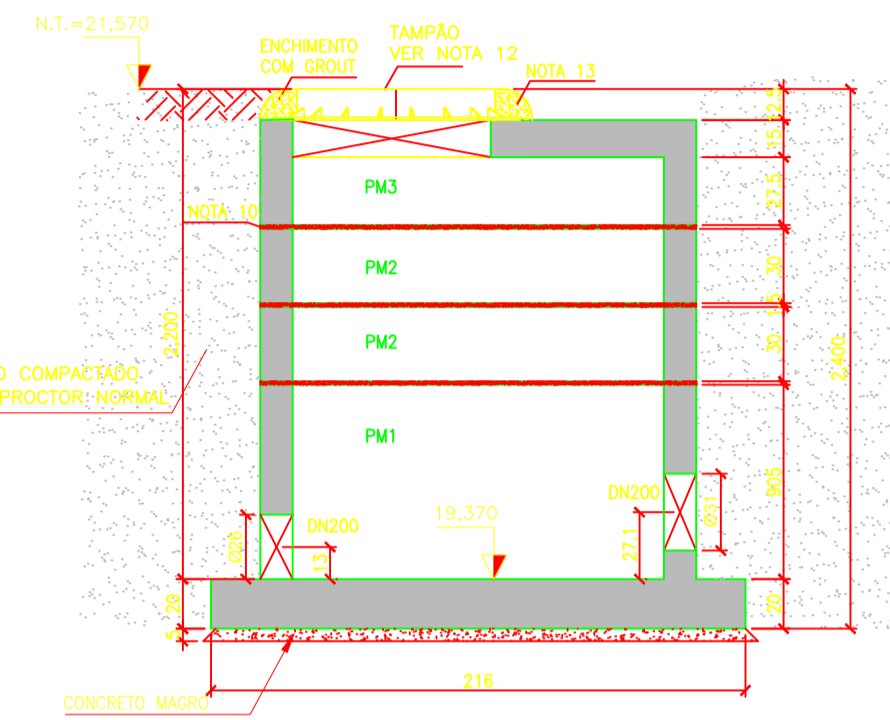 N.T.=21,570
ENCHIMENTO
COM GROUT
TAMPÃO
VER NOTA 12
NOTA 13
12.5
15
PM3
27.5
NOTA 10
PM2
30
1.5
2,200
PM2
30
2,400
O COMPACTADO
PROCTOR NORMAL
PM1
905
DN200
19,370
Ø31
DN200
27.1
Ø26
13
20
20
5
216
CONCRETO MAGRO